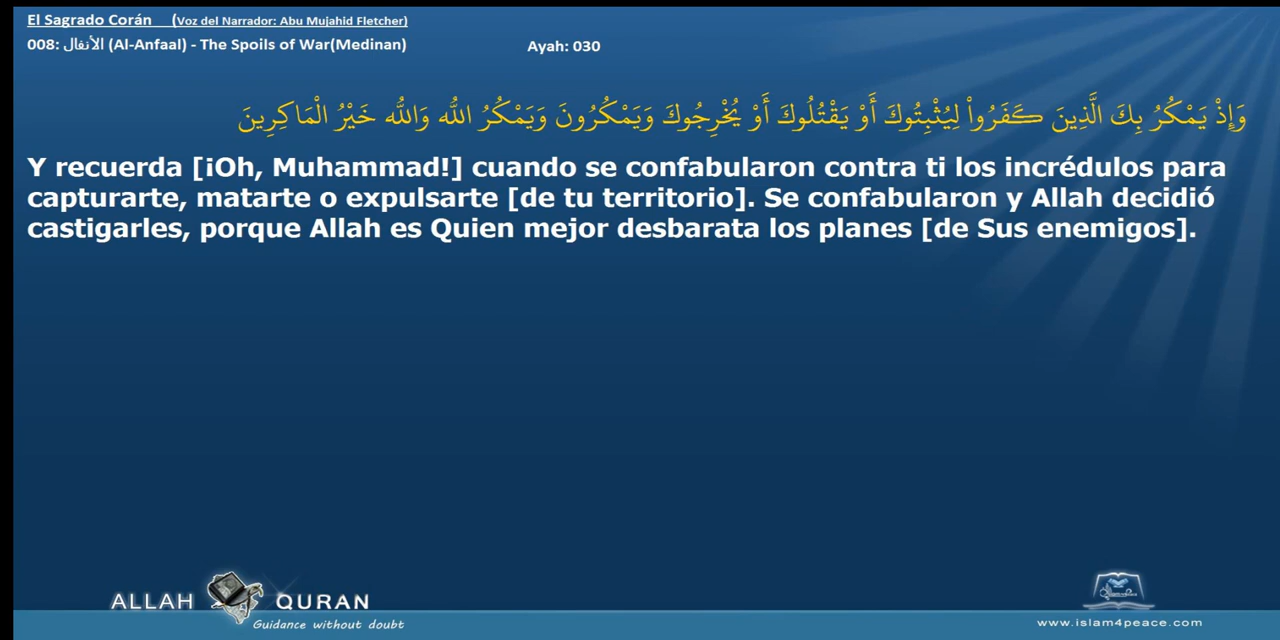 El Sagrado Corán (Voz del Narrador: Abu Mujahid Fletcher)
008: الأنفال (Al-Anfaal) - The Spoils of War(Medinan) Ayah: 030
وَإِذْ يَمْكُرُ بِكَ الَّذِينَ كَفَرُواْ لِيُثْبِتُوكَ أَوْ يَقْتُلُوكَ أَوْ يُخْرِجُوكَ وَيَمْكُرُونَ وَيَمْكُرُ اللّهُ وَاللّهُ خَيْرُ الْمَاكِرِينَ
Y recuerda [¡Oh, Muhammad!] cuando se confabularon contra ti los incrédulos para
capturarte, matarte o expulsarte [de tu territorio]. Se confabularon y Allah decidió
castigarles, porque Allah es Quien mejor desbarata los planes [de Sus enemigos].
ALLAH QURAN
Guidance without doubt
www.islam4peace.com